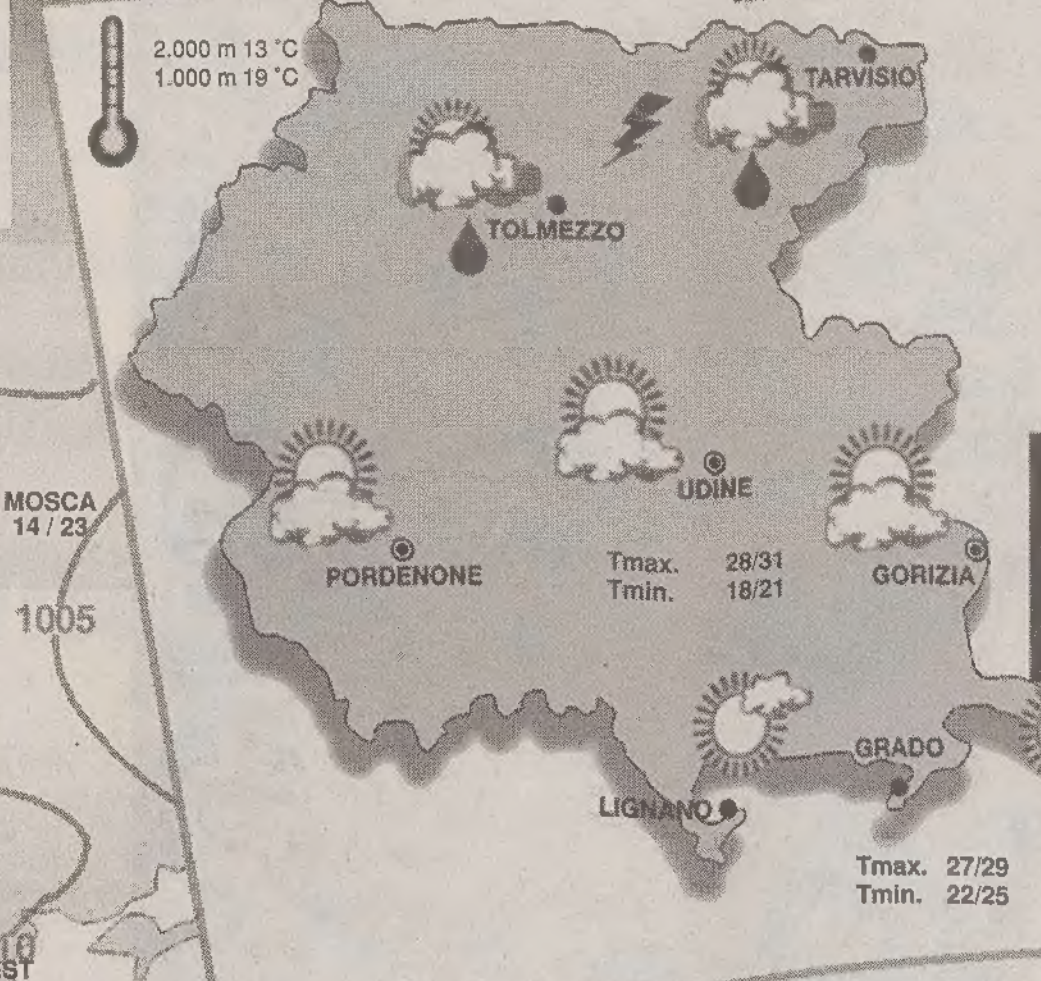 2.000 m 13 °C
1.000 m 19 °C
TARVISIO
TOLMEZZO
UDINE
MOSCA
14 / 23
PORDENONE
Tmax. 28/31
Tmin. 18/21
GORIZIA
1005
GRADO
LIGNANO
Tmax. 27/29
Tmin. 22/25